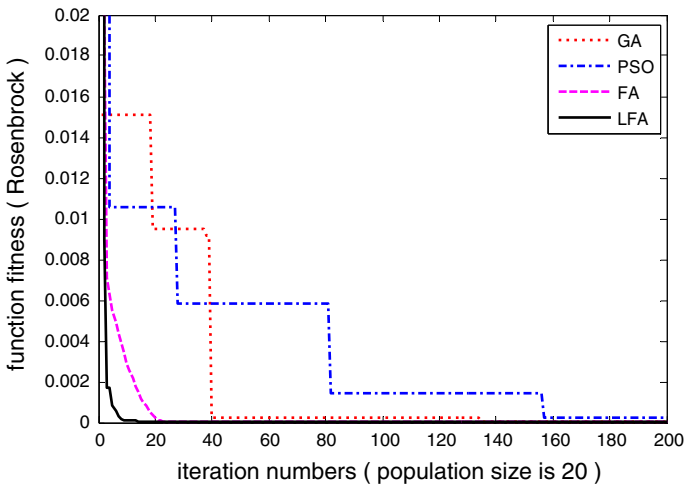 0.02
0.018
0.016
0.014
0.012
0.01
0.008
0.006
0.004
0.002
0
function fitness ( Rosenbrock )
GA
PSO
FA
LFA
0 20 40 60 80 100 120 140 160 180 200
iteration numbers ( population size is 20 )